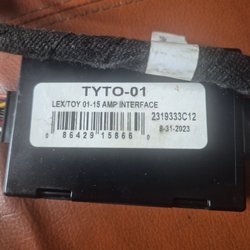 TYTO-01
LEX/TOY 01-15 AMP INTERFACE
2319333C12
8-31-2023
0 86429 15866 0